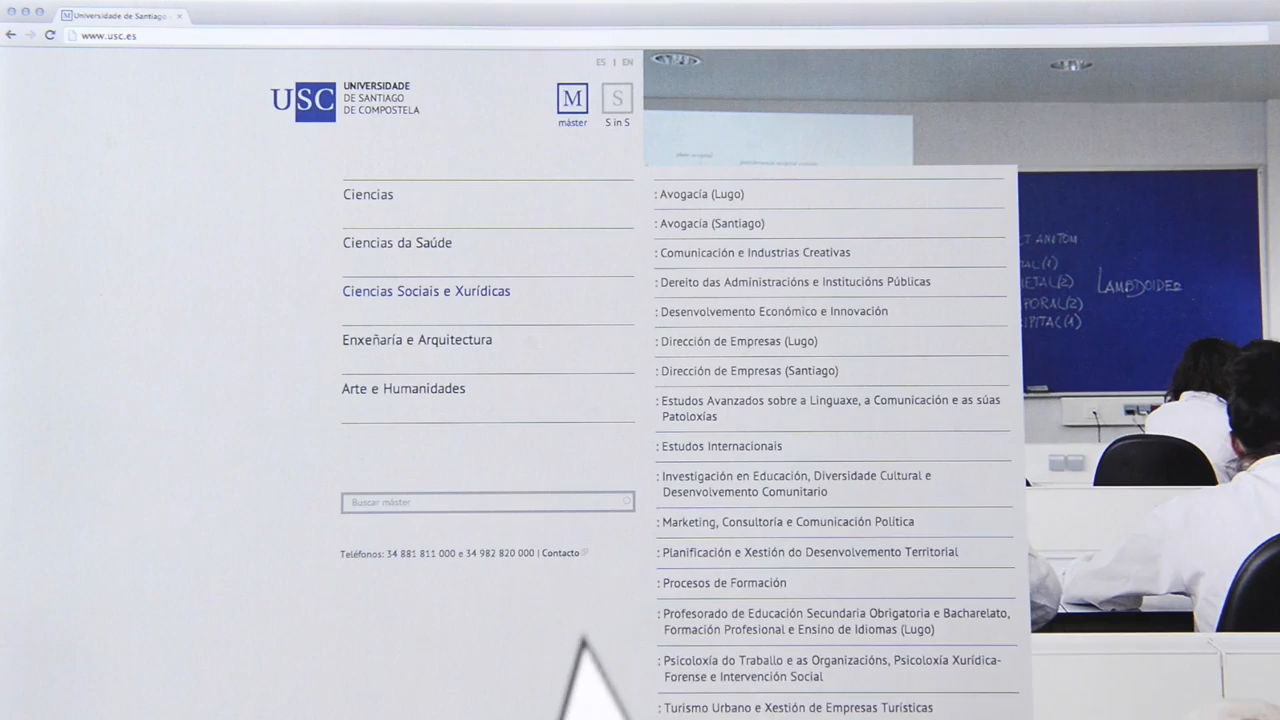 Universidade de Santiago
www.usc.es
ES | EN
USC
UNIVERSIDADE
DE SANTIAGO
DE COMPOSTELA
M
máster
S
S in S
Ciencias
Ciencias da Saúde
Ciencias Sociais e Xurídicas
Enxeñaría e Arquitectura
Arte e Humanidades
Buscar máster
Teléfonos: 34 881 811 000 e 34 982 820 000 | Contacto
: Avogacía (Lugo)
: Avogacía (Santiago)
: Comunicación e Industrias Creativas
: Dereito das Administracións e Institucións Públicas
: Desenvolvemento Económico e Innovación
: Dirección de Empresas (Lugo)
: Dirección de Empresas (Santiago)
: Estudos Avanzados sobre a Linguaxe, a Comunicación e as súas
Patoloxías
: Estudos Internacionais
: Investigación en Educación, Diversidade Cultural e
Desenvolvemento Comunitario
: Marketing, Consultoría e Comunicación Política
: Planificación e Xestión do Desenvolvemento Territorial
: Procesos de Formación
: Profesorado de Educación Secundaria Obrigatoria e Bacharelato,
Formación Profesional e Ensino de Idiomas (Lugo)
: Psicoloxía do Traballo e as Organizacións, Psicoloxía Xurídica-
Forense e Intervención Social
: Turismo Urbano e Xestión de Empresas Turísticas